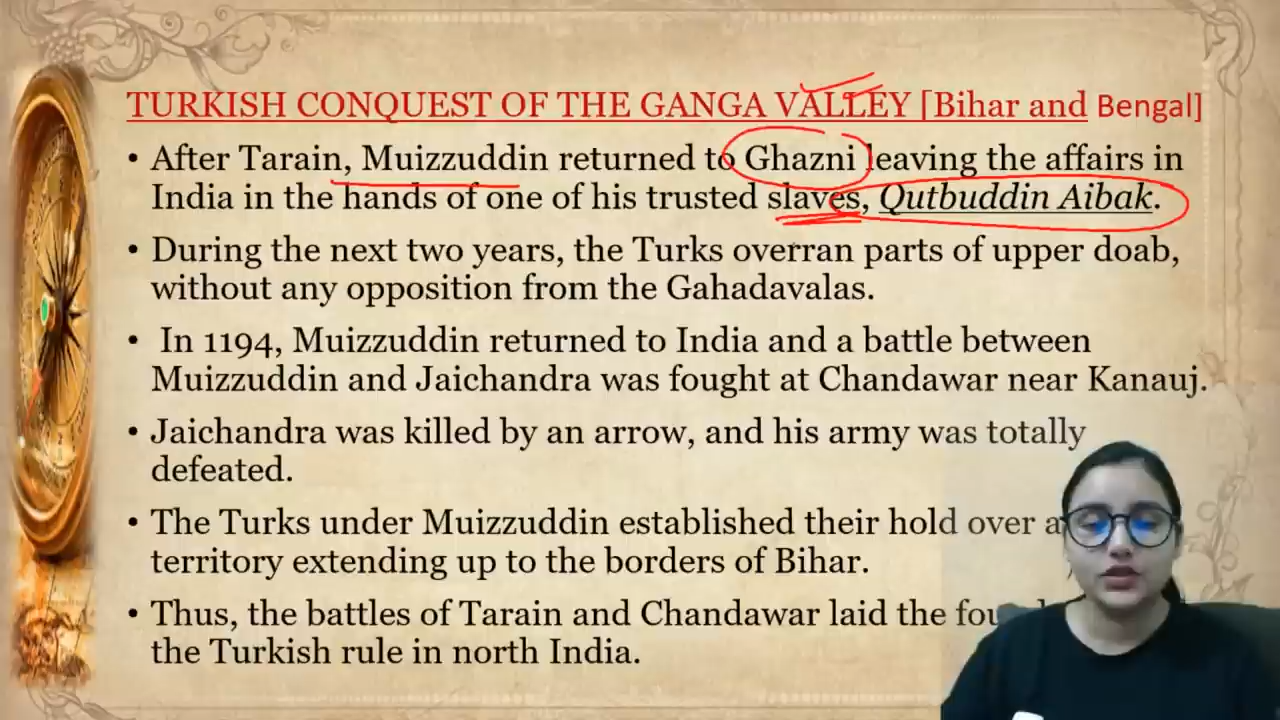 TURKISH CONQUEST OF THE GANGA VALLEY [Bihar and Bengal]
• After Tarain, Muizzuddin returned to Ghazni leaving the affairs in
India in the hands of one of his trusted slaves, Qutbuddin Aibak.
• During the next two years, the Turks overran parts of upper doab,
without any opposition from the Gahadavalas.
• In 1194, Muizzuddin returned to India and a battle between
Muizzuddin and Jaichandra was fought at Chandawar near Kanauj.
• Jaichandra was killed by an arrow, and his army was totally
defeated.
• The Turks under Muizzuddin established their hold over a
territory extending up to the borders of Bihar.
• Thus, the battles of Tarain and Chandawar laid the
the Turkish rule in north India.